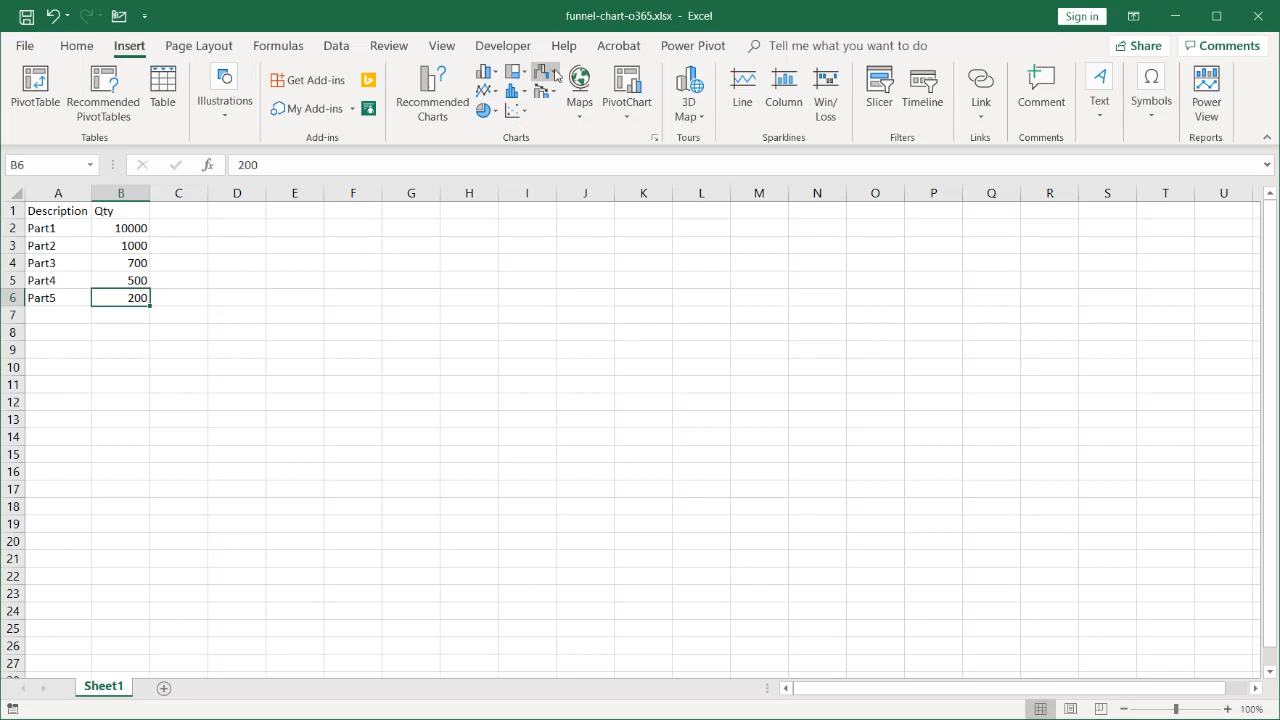 funnel-chart-o365.xlsx - Excel
Sign in
File Home Insert Page Layout Formulas Data Review View Developer Help Acrobat Power Pivot Tell me what you want to do Share Comments
PivotTable Recommended PivotTables Table Illustrations Get Add-ins My Add-ins Recommended Charts Maps PivotChart 3D Map Line Column Win/Loss Slicer Timeline Link Comment Text Symbols Power View
Tables Add-ins Charts Tours Sparklines Filters Links Comments Reports
B6 fx 200
A B C D E F G H I J K L M N O P Q R S T U
1 Description Qty
2 Part1 10000
3 Part2 1000
4 Part3 700
5 Part4 500
6 Part5 200
7
8
9
10
11
12
13
14
15
16
17
18
19
20
21
22
23
24
25
26
27
Sheet1
100%